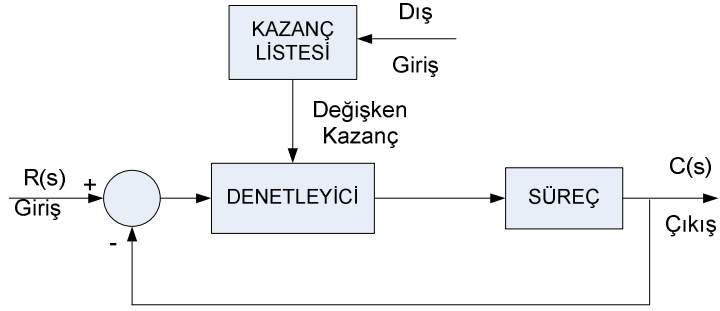 KAZANÇ
LİSTESİ
Dış
Giriş
Değişken
Kazanç
R(s)
+
Giriş
-
DENETLEYİCİ
SÜREÇ
C(s)
Çıkış